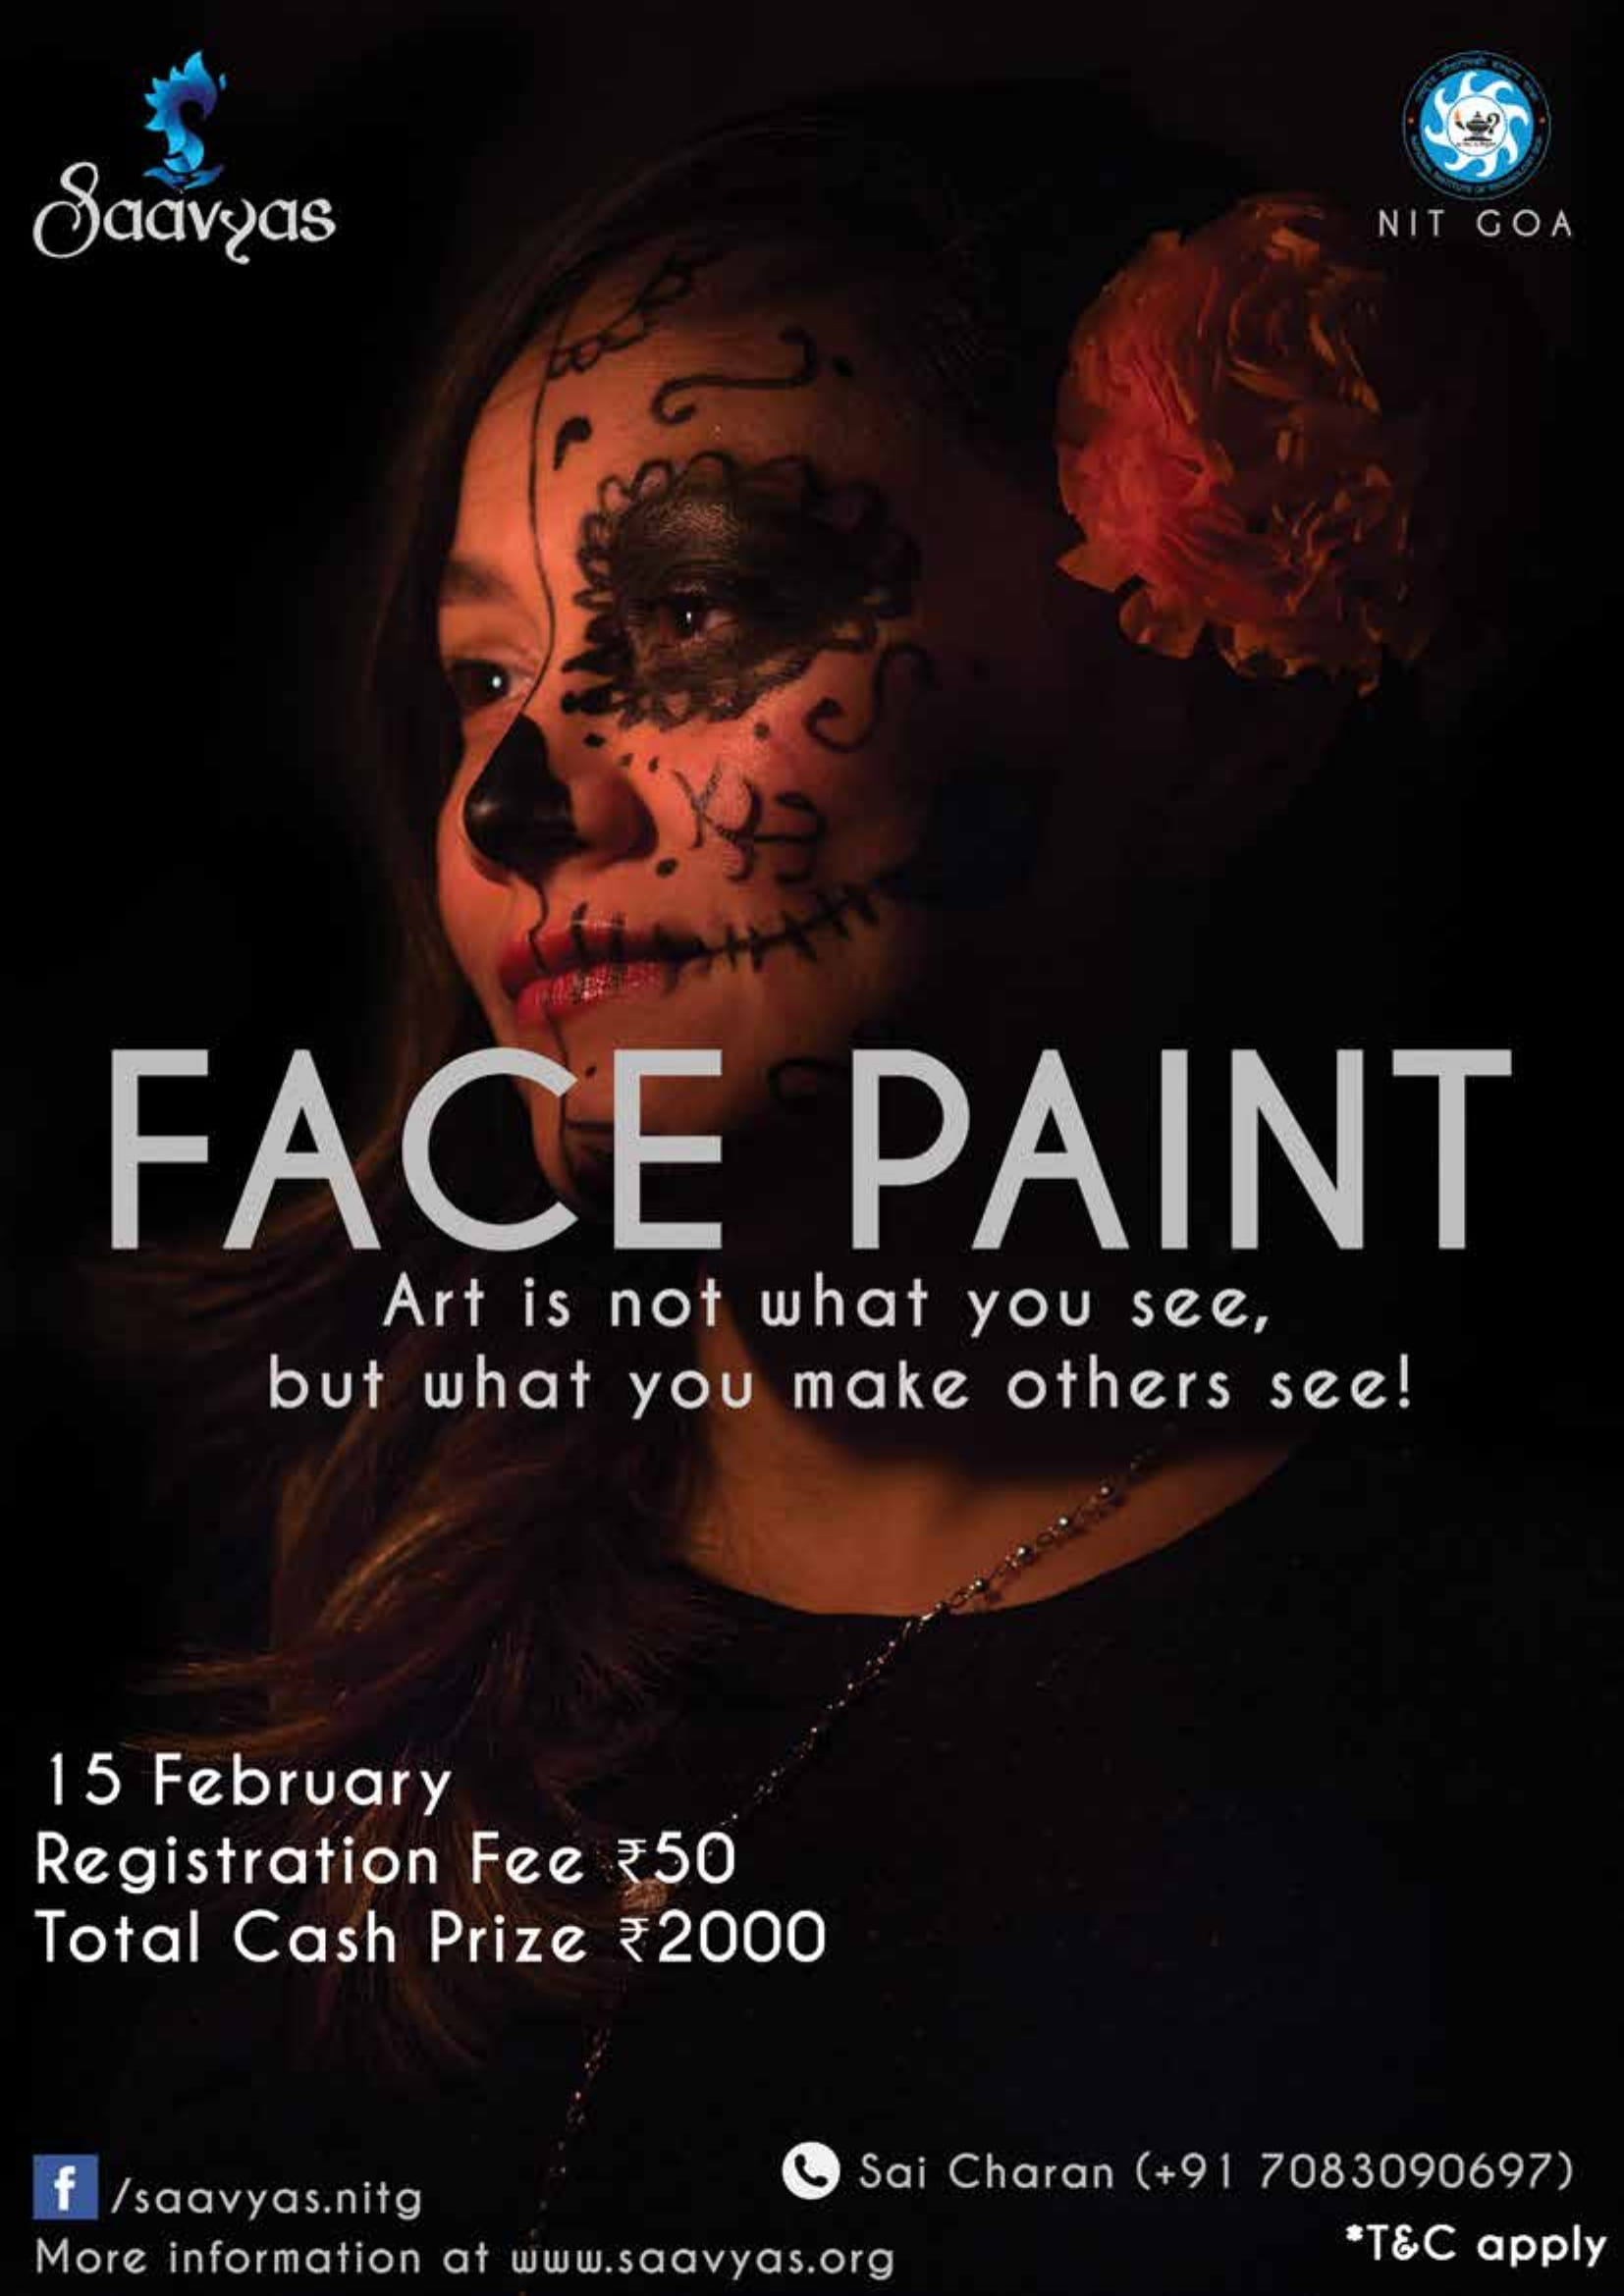 Saavyas
NIT GOA
FACE PAINT
Art is not what you see,
but what you make others see!
15 February
Registration Fee ₹50
Total Cash Prize ₹2000
f /saavyas.nitg
Sai Charan (+91 7083090697)
*T&C apply
More information at www.saavyas.org